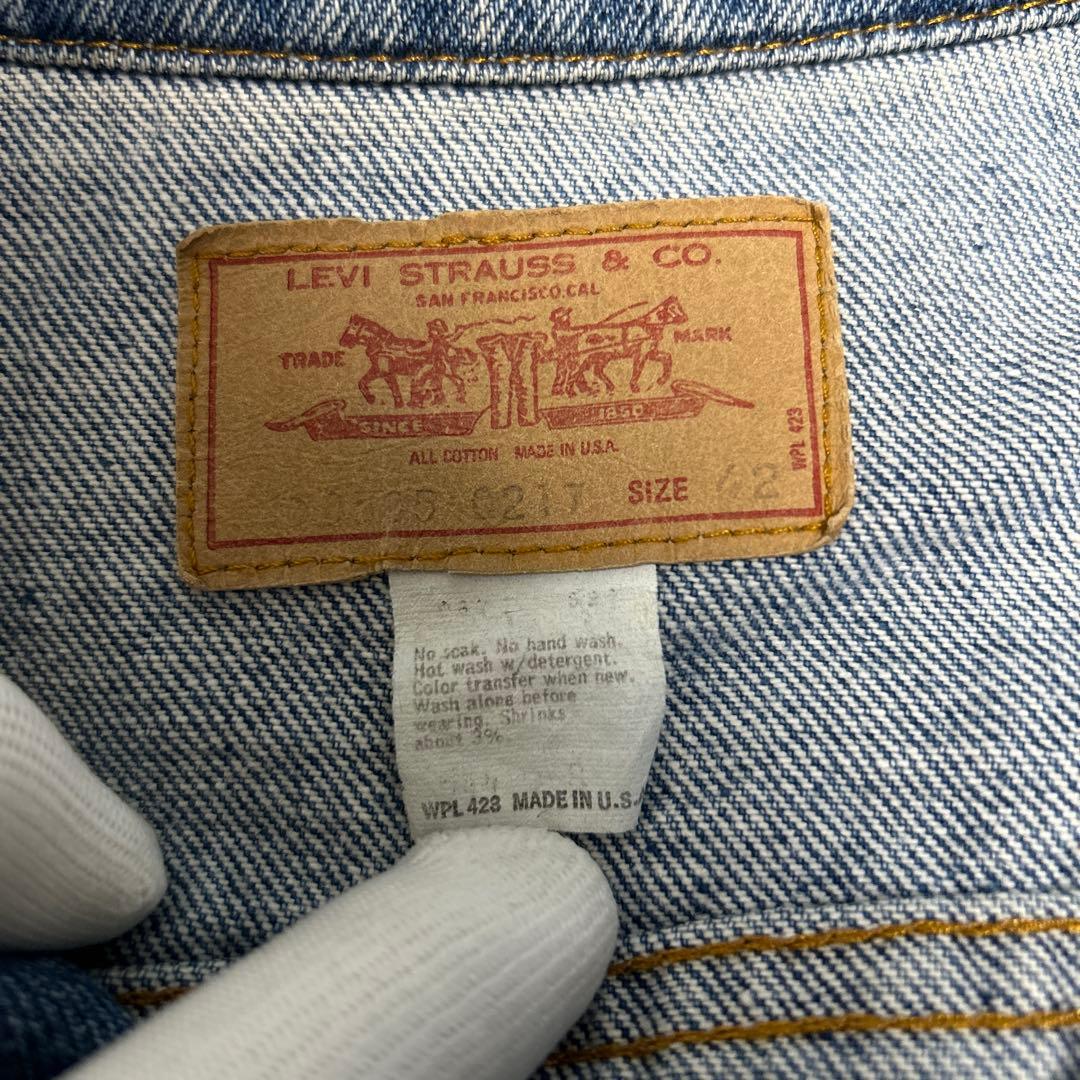 LEVI STRAUSS & CO.
SAN FRANCISCO, CAL
TRADE MARK
SINCE 1850
ALL COTTON MADE IN U.S.A.
0217 SIZE 42
WPL 423
No soak. No hand wash.
Hot wash w/detergent.
Color transfer when new.
Wash alone before
wearing. Shrinks
about 3%
WPL 423 MADE IN U.S.